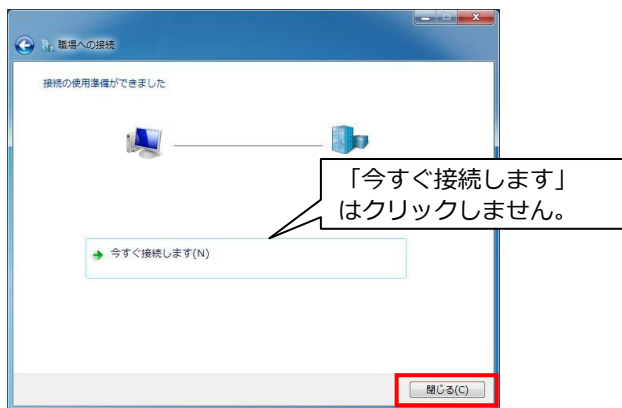 職場への接続
接続の使用準備ができました
「今すぐ接続します」
はクリックしません。
今すぐ接続します(N)
閉じる(C)